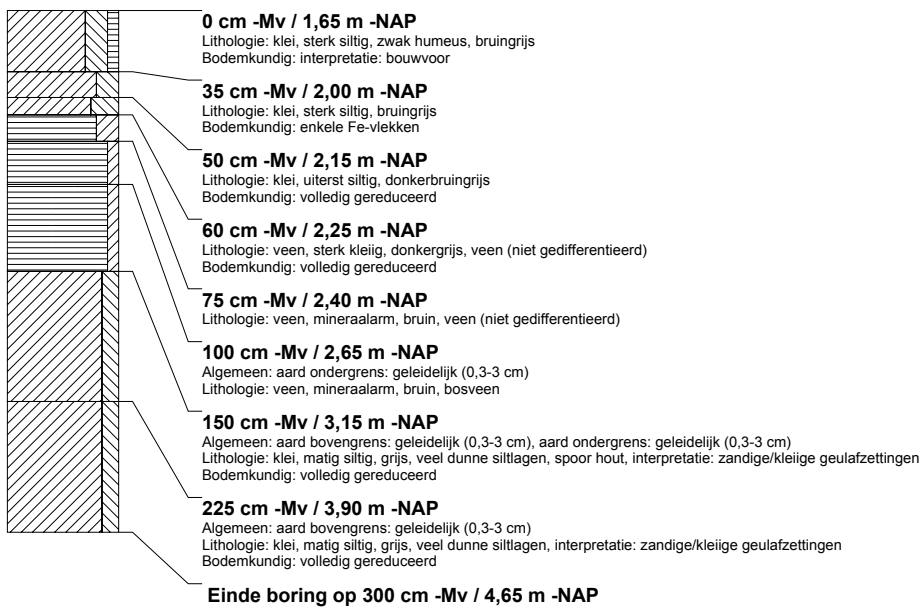 0 cm -Mv / 1,65 m -NAP
Lithologie: klei, sterk siltig, zwak humeus, bruingrijs
Bodemkundig: interpretatie: bouwvoor
35 cm -Mv / 2,00 m -NAP
Lithologie: klei, sterk siltig, bruingrijs
Bodemkundig: enkele Fe-vlekken
50 cm -Mv / 2,15 m -NAP
Lithologie: klei, uiterst siltig, donkerbruingrijs
Bodemkundig: volledig gereduceerd
60 cm -Mv / 2,25 m -NAP
Lithologie: veen, sterk kleiig, donkergrijs, veen (niet gedifferentieerd)
Bodemkundig: volledig gereduceerd
75 cm -Mv / 2,40 m -NAP
Lithologie: veen, mineraalarm, bruin, veen (niet gedifferentieerd)
100 cm -Mv / 2,65 m -NAP
Algemeen: aard ondergrens: geleidelijk (0,3-3 cm)
Lithologie: veen, mineraalarm, bruin, bosveen
150 cm -Mv / 3,15 m -NAP
Algemeen: aard bovengrens: geleidelijk (0,3-3 cm), aard ondergrens: geleidelijk (0,3-3 cm)
Lithologie: klei, matig siltig, grijs, veel dunne siltlagen, spoor hout, interpretatie: zandige/kleiige geulafzettingen
Bodemkundig: volledig gereduceerd
225 cm -Mv / 3,90 m -NAP
Algemeen: aard bovengrens: geleidelijk (0,3-3 cm)
Lithologie: klei, matig siltig, grijs, veel dunne siltlagen, interpretatie: zandige/kleiige geulafzettingen
Bodemkundig: volledig gereduceerd
Einde boring op 300 cm -Mv / 4,65 m -NAP